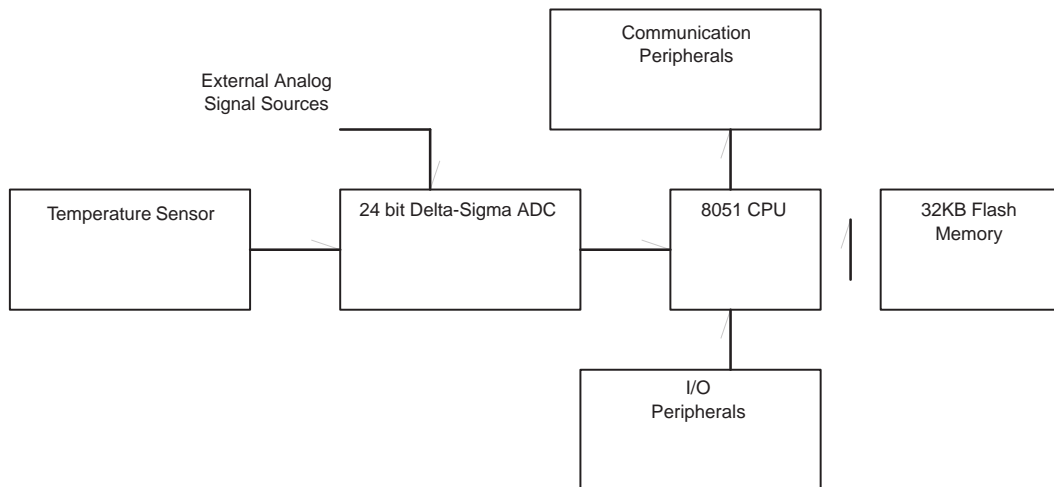 Communication
Peripherals
External Analog
Signal Sources
Temperature Sensor
24 bit Delta-Sigma ADC
8051 CPU
32KB Flash
Memory
I/O
Peripherals